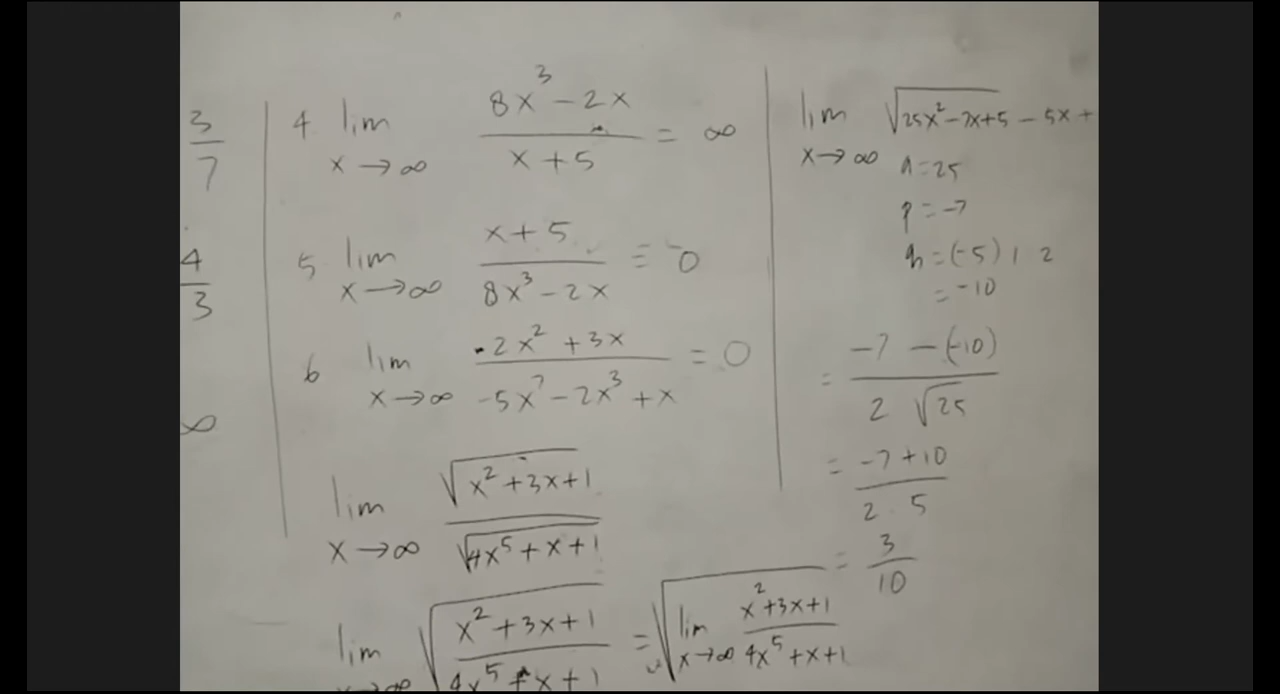 3/7
4/3
∞
4 lim x→∞ (8x³ − 2x)/(x + 5) = ∞
5 lim x→∞ (x + 5)/(8x³ − 2x) = 0
6 lim x→∞ (2x² + 3x)/(-5x⁷ − 2x³ + x) = 0
lim x→∞ √(x² + 3x + 1)/√(4x⁵ + x + 1)
lim x→∞ √((x² + 3x + 1)/(4x⁵ + x + 1)) = √(lim x→∞ (x² + 3x + 1)/(4x⁵ + x + 1))
lim x→∞ √(25x² − 7x + 5) − 5x +
= 25
= −7
= (−5) 2
= −10
= (−7 − (−10))/(2 √25)
= (−7 + 10)/(2 . 5)
= 3/10